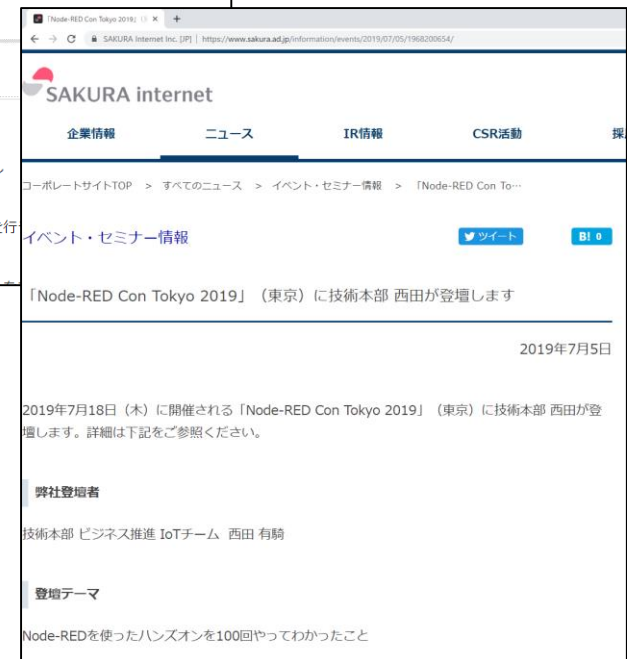 「Node-RED Con Tokyo 2019」
SAKURA Internet Inc. [JP] | https://www.sakura.ad.jp/information/events/2019/07/05/1968200654/
SAKURA internet
企業情報 ニュース IR情報 CSR活動 採
コーポレートサイトTOP > すべてのニュース > イベント・セミナー情報 > 「Node-RED Con To…
を行
イベント・セミナー情報 ツイート B! 0
「Node-RED Con Tokyo 2019」（東京）に技術本部 西田が登壇します
2019年7月5日
2019年7月18日（木）に開催される「Node-RED Con Tokyo 2019」（東京）に技術本部 西田が登
壇します。詳細は下記をご参照ください。
弊社登壇者
技術本部 ビジネス推進 IoTチーム 西田 有騎
登壇テーマ
Node-REDを使ったハンズオンを100回やってわかったこと